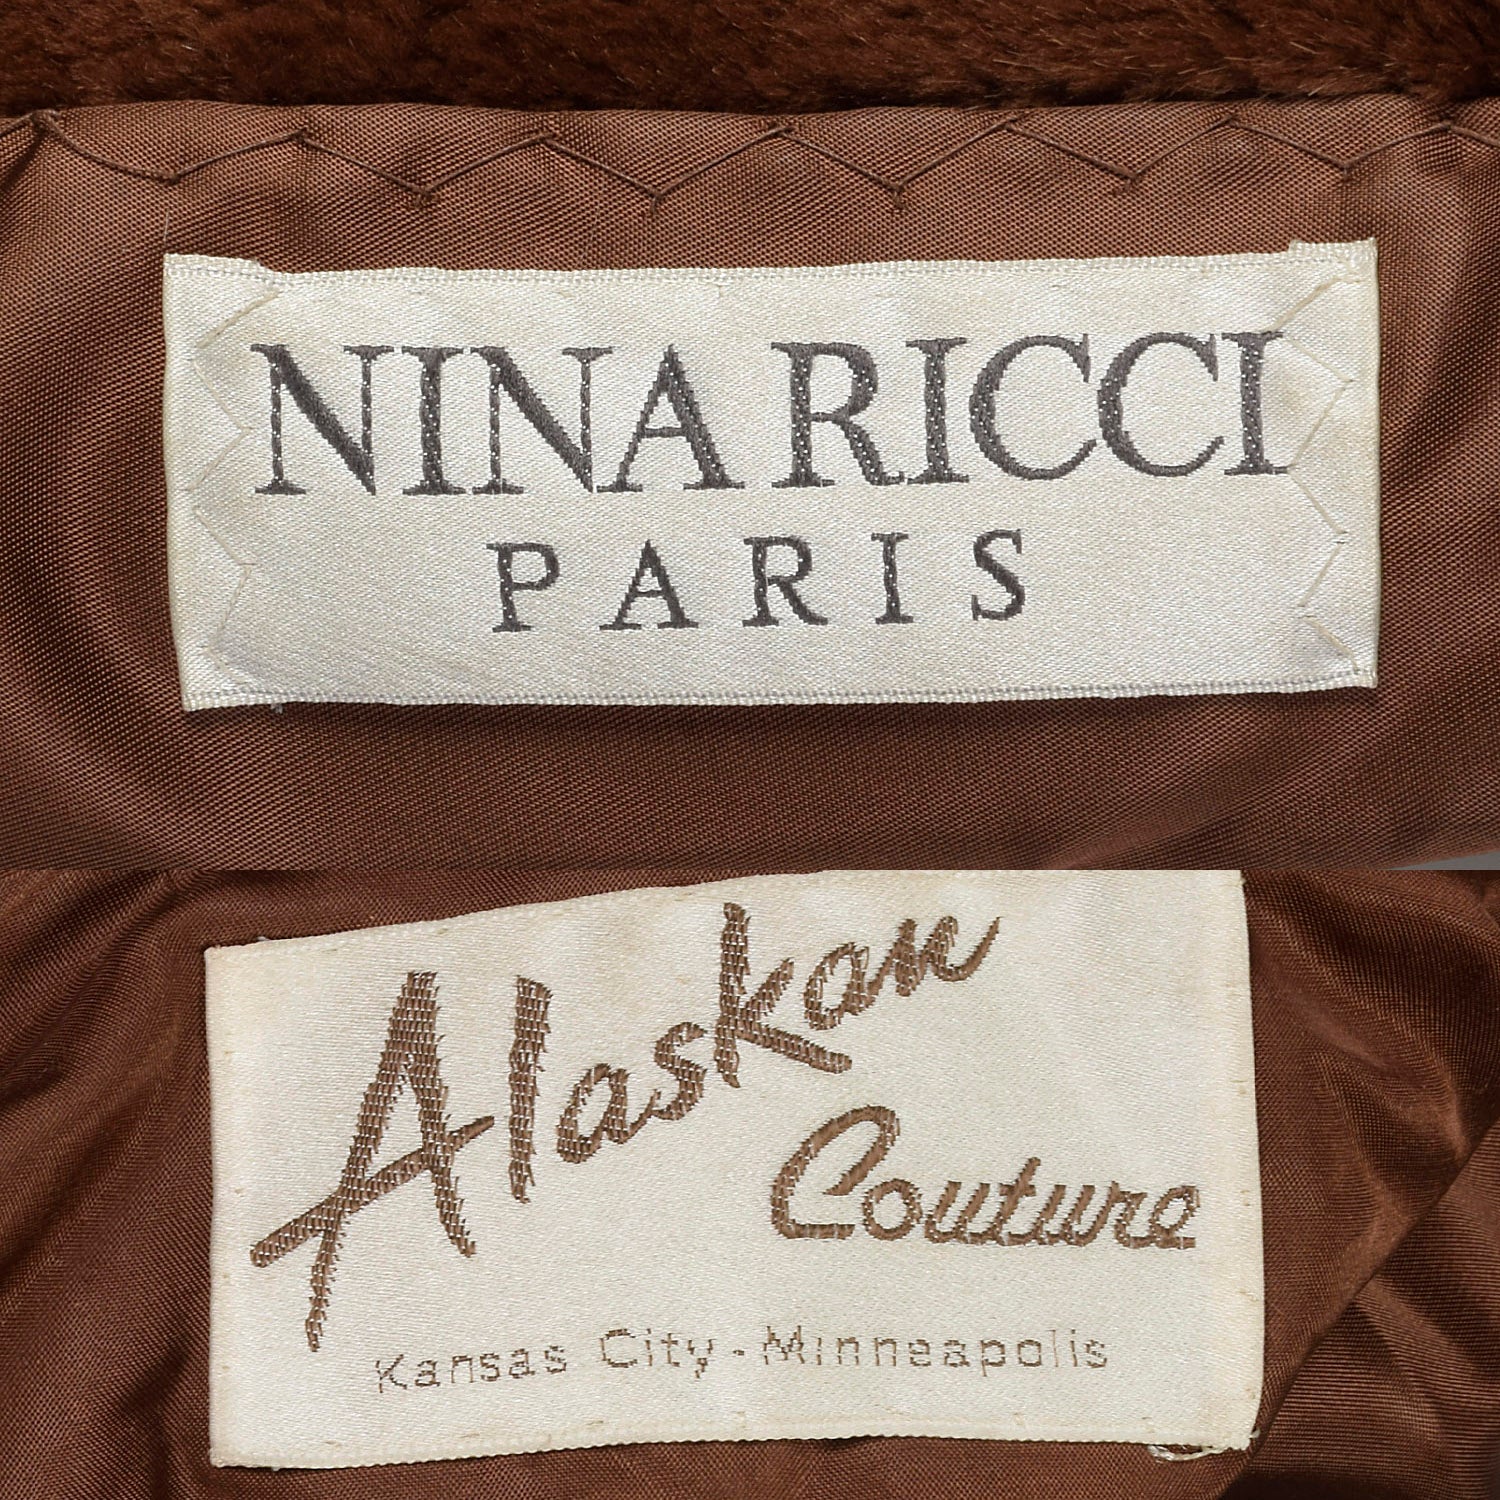 NINA RICCI
PARIS
Alaskan
Couture
Kansas City - Minneapolis